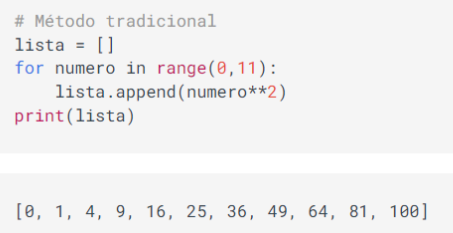 # Método tradicional
lista = []
for numero in range(0,11):
    lista.append(numero**2)
print(lista)
[0, 1, 4, 9, 16, 25, 36, 49, 64, 81, 100]